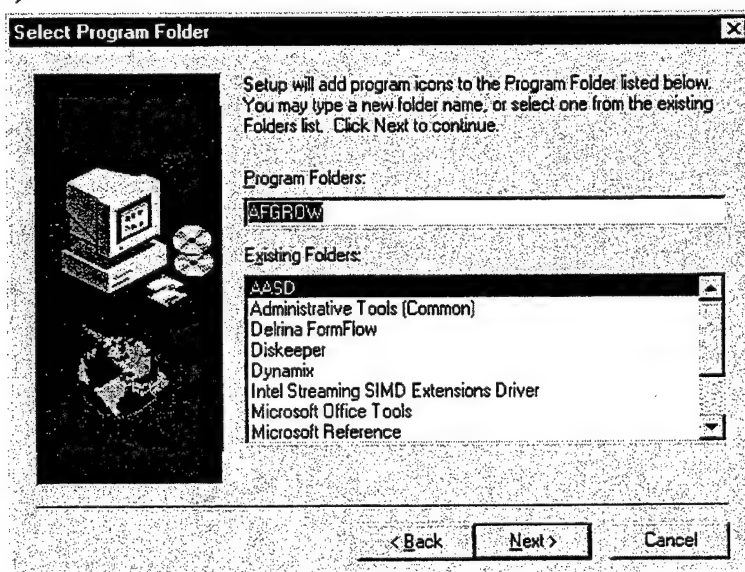 Select Program Folder
Setup will add program icons to the Program Folder listed below.
You may type a new folder name, or select one from the existing
Folders list. Click Next to continue.
Program Folders:
AFGROW
Existing Folders:
AASD
Administrative Tools (Common)
Delrina FormFlow
Diskeeper
Dynamix
Intel Streaming SIMD Extensions Driver
Microsoft Office Tools
Microsoft Reference
< Back
Next >
Cancel